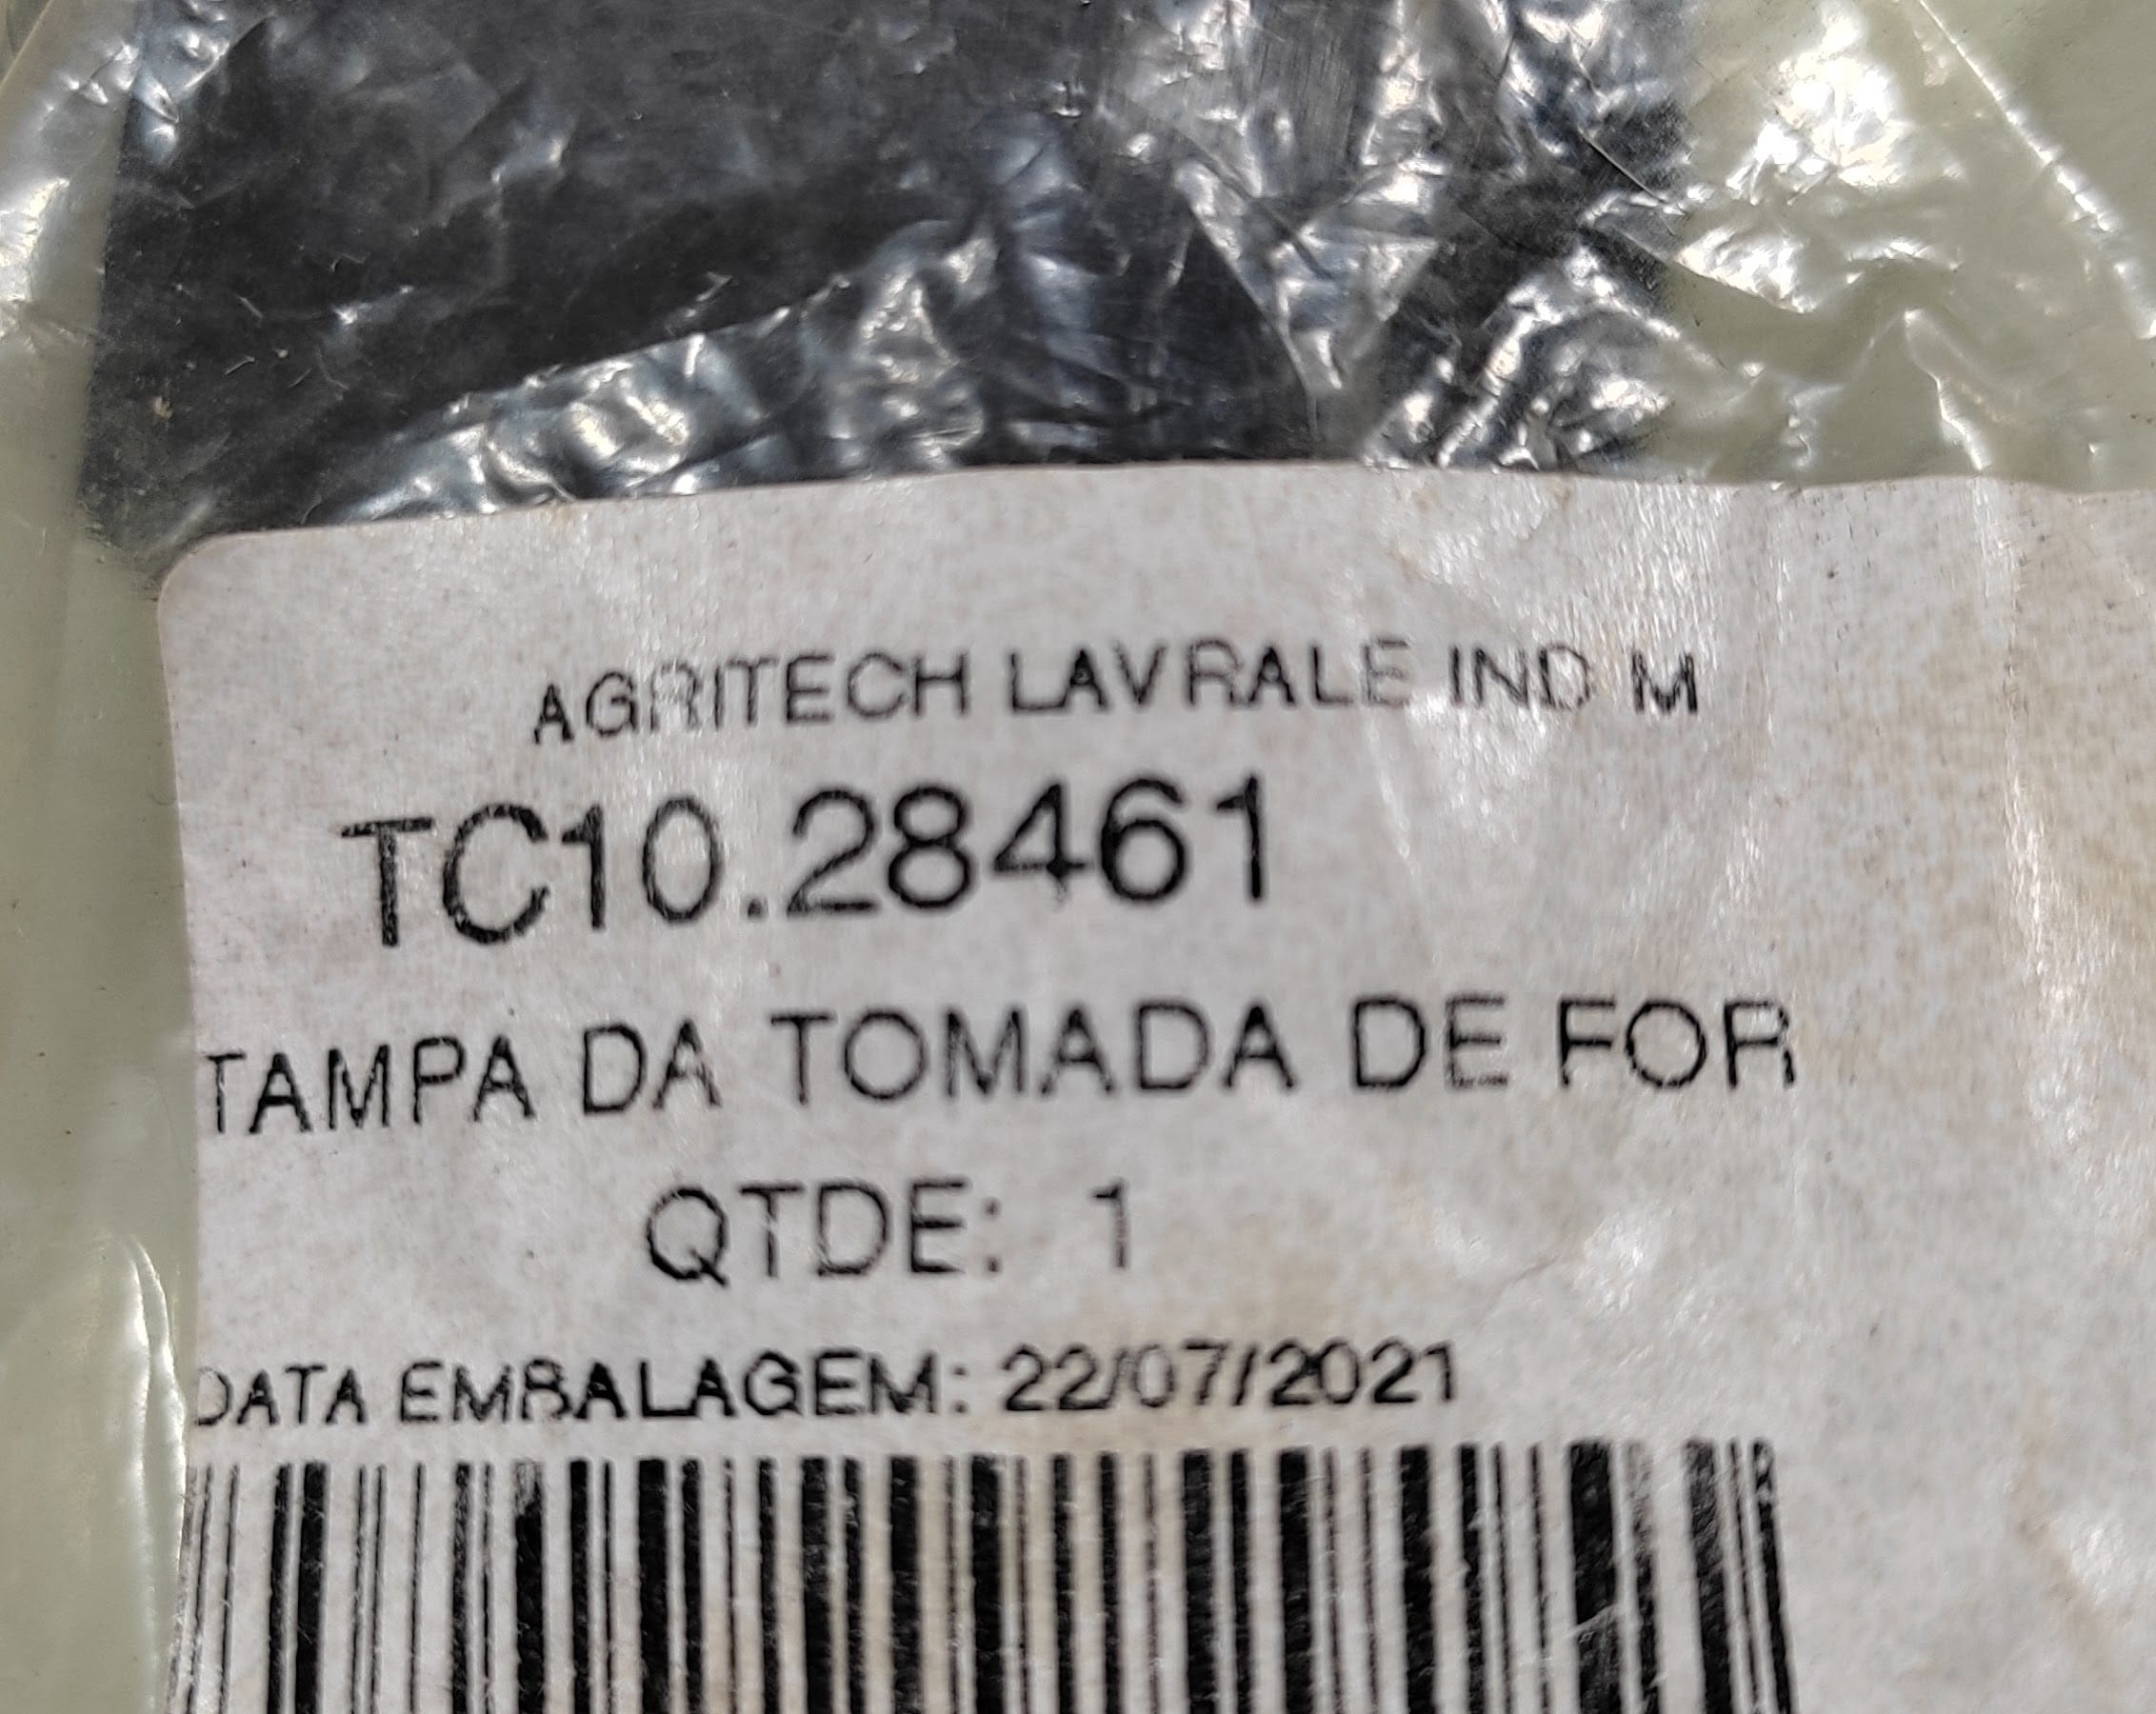 AGRITECH LAVRALE IND M
TC10.28461
TAMPA DA TOMADA DE FOR
QTDE: 1
DATA EMBALAGEM: 22/07/2021